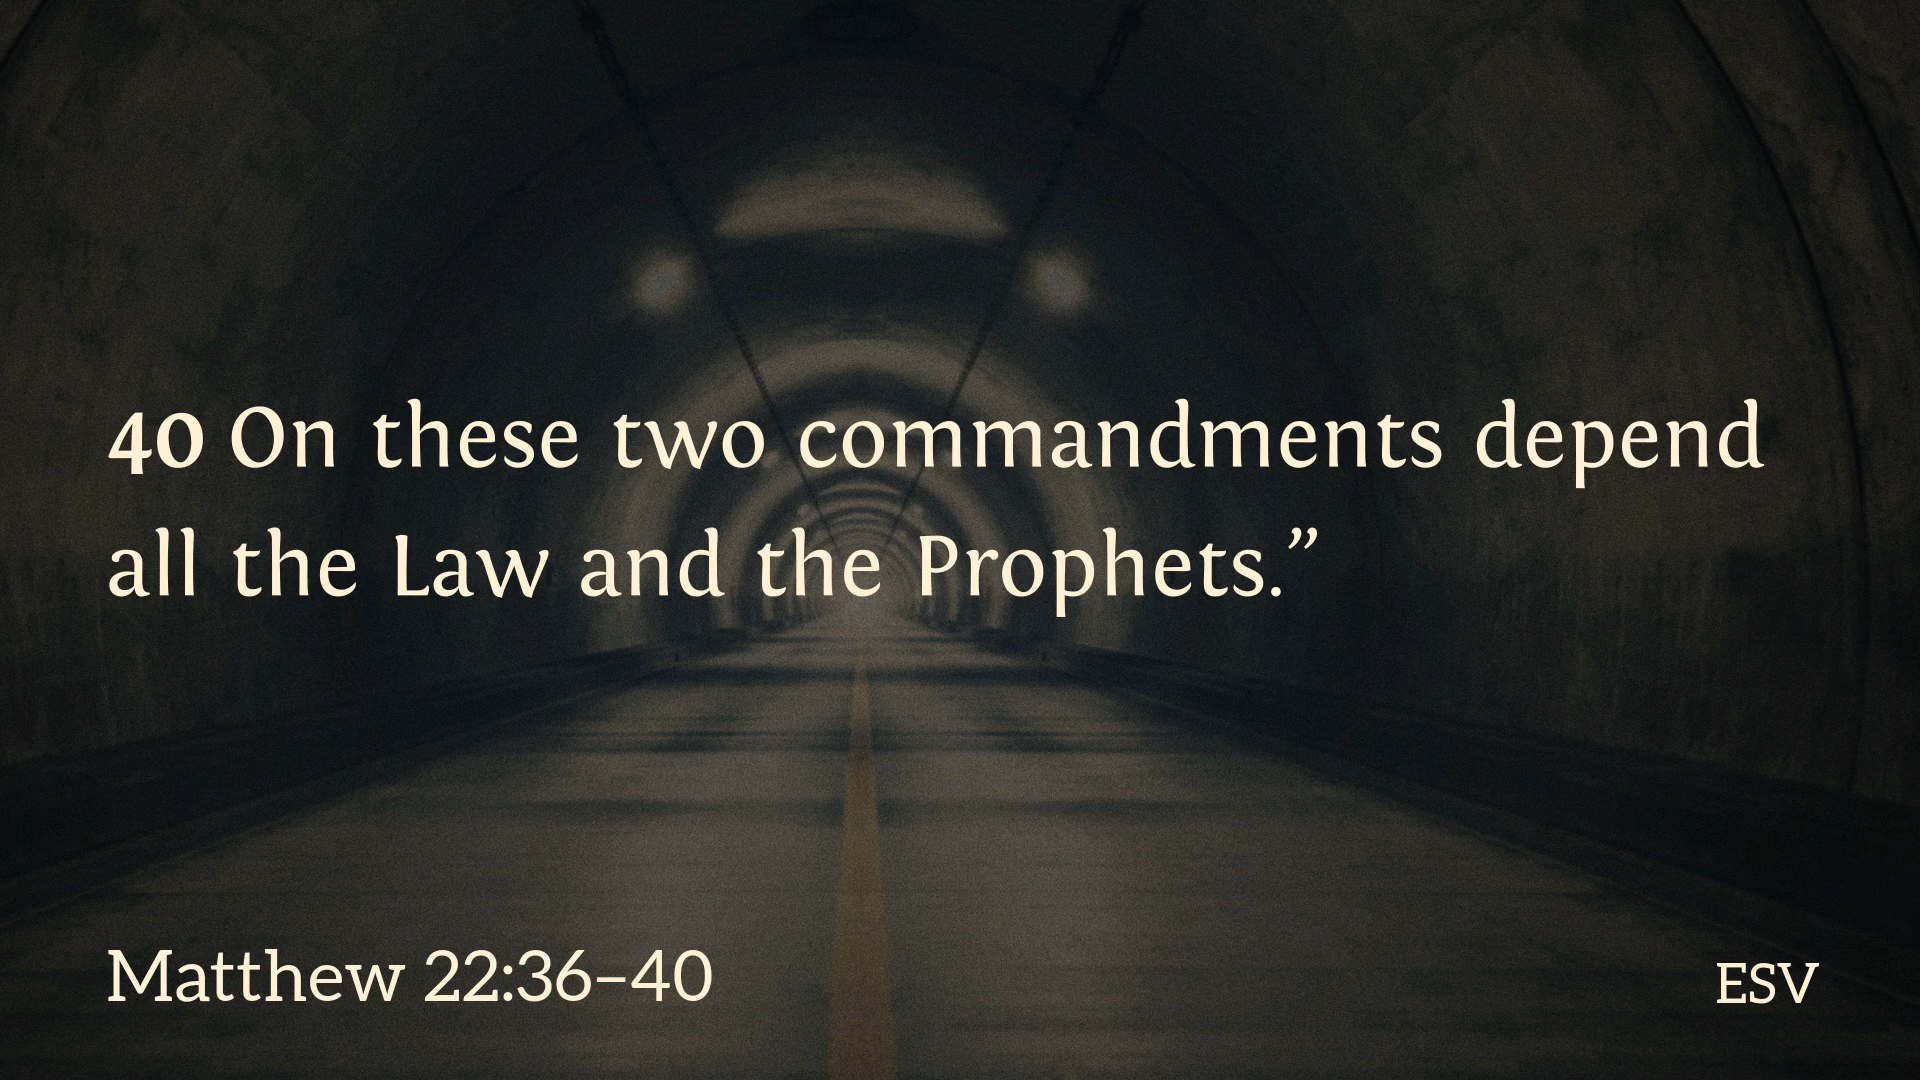 40 On these two commandments depend
all the Law and the Prophets.”
Matthew 22:36–40
ESV